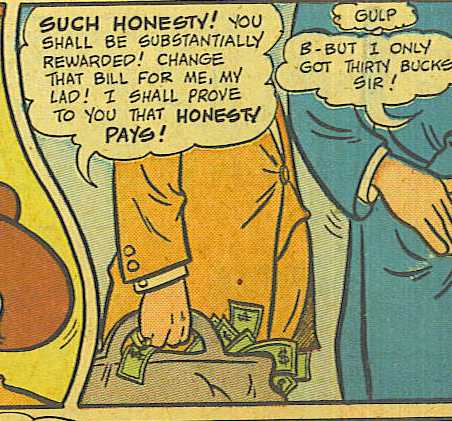 SUCH HONESTY! YOU
SHALL BE SUBSTANTIALLY
REWARDED! CHANGE
THAT BILL FOR ME, MY
LAD! I SHALL PROVE
TO YOU THAT HONESTY
PAYS!
GULP
B-BUT I ONLY
GOT THIRTY BUCKS
SIR!
$
$
$